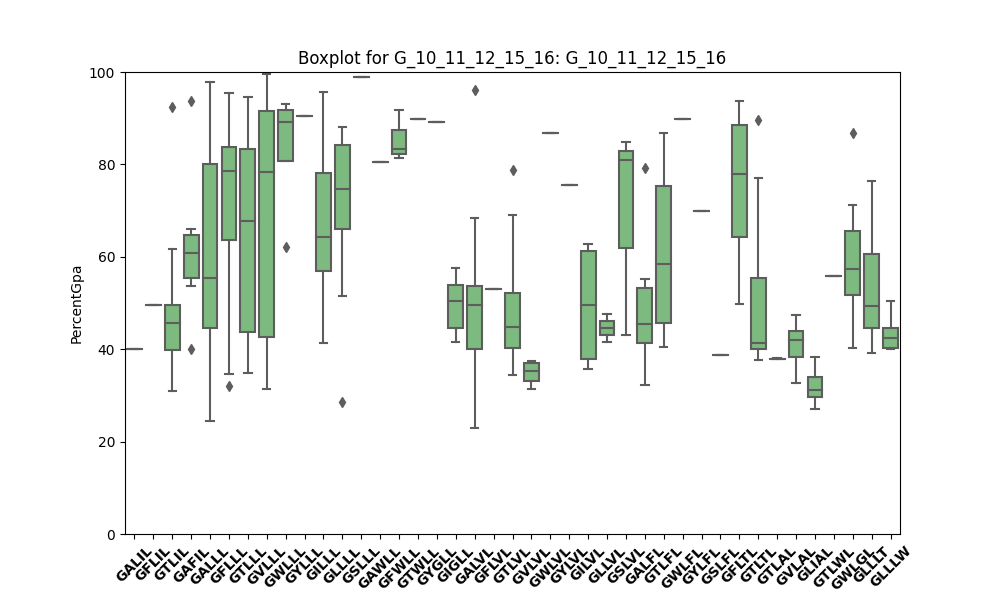 Boxplot for G_10_11_12_15_16: G_10_11_12_15_16
PercentGpa
100
80
60
40
20
0
GALIL
GFLIL
GTLIL
GAFIL
GALLL
GFLLL
GTLLL
GVLLL
GWLLL
GYLLL
GILLL
GLLLL
GSLLL
GAWLL
GFWLL
GTWLL
GYGLL
GIGLL
GALVL
GFLVL
GTLVL
GVLVL
GWLVL
GYLVL
GILVL
GLLVL
GSLVL
GALFL
GTLFL
GWLFL
GYLFL
GSLFL
GFLTL
GTLTL
GTLAL
GVLAL
GLIAL
GTLWL
GWLGL
GLLLT
GLLLW